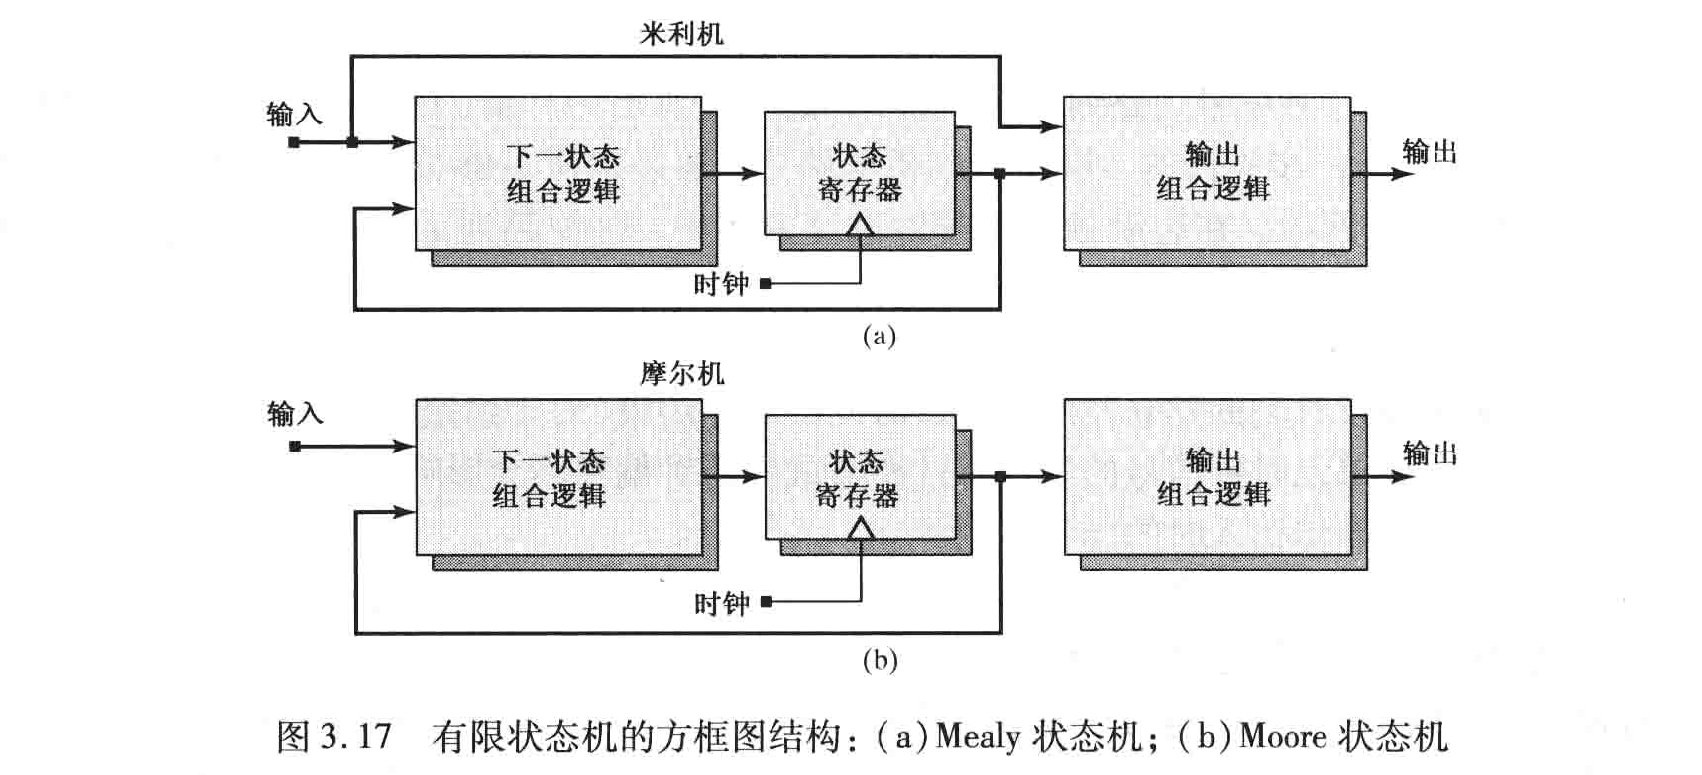 米利机
输入
下一状态
组合逻辑
状态
寄存器
输出
组合逻辑
输出
时钟
(a)
摩尔机
输入
下一状态
组合逻辑
状态
寄存器
输出
组合逻辑
输出
时钟
(b)
图 3.17 有限状态机的方框图结构：(a) Mealy 状态机；(b) Moore 状态机